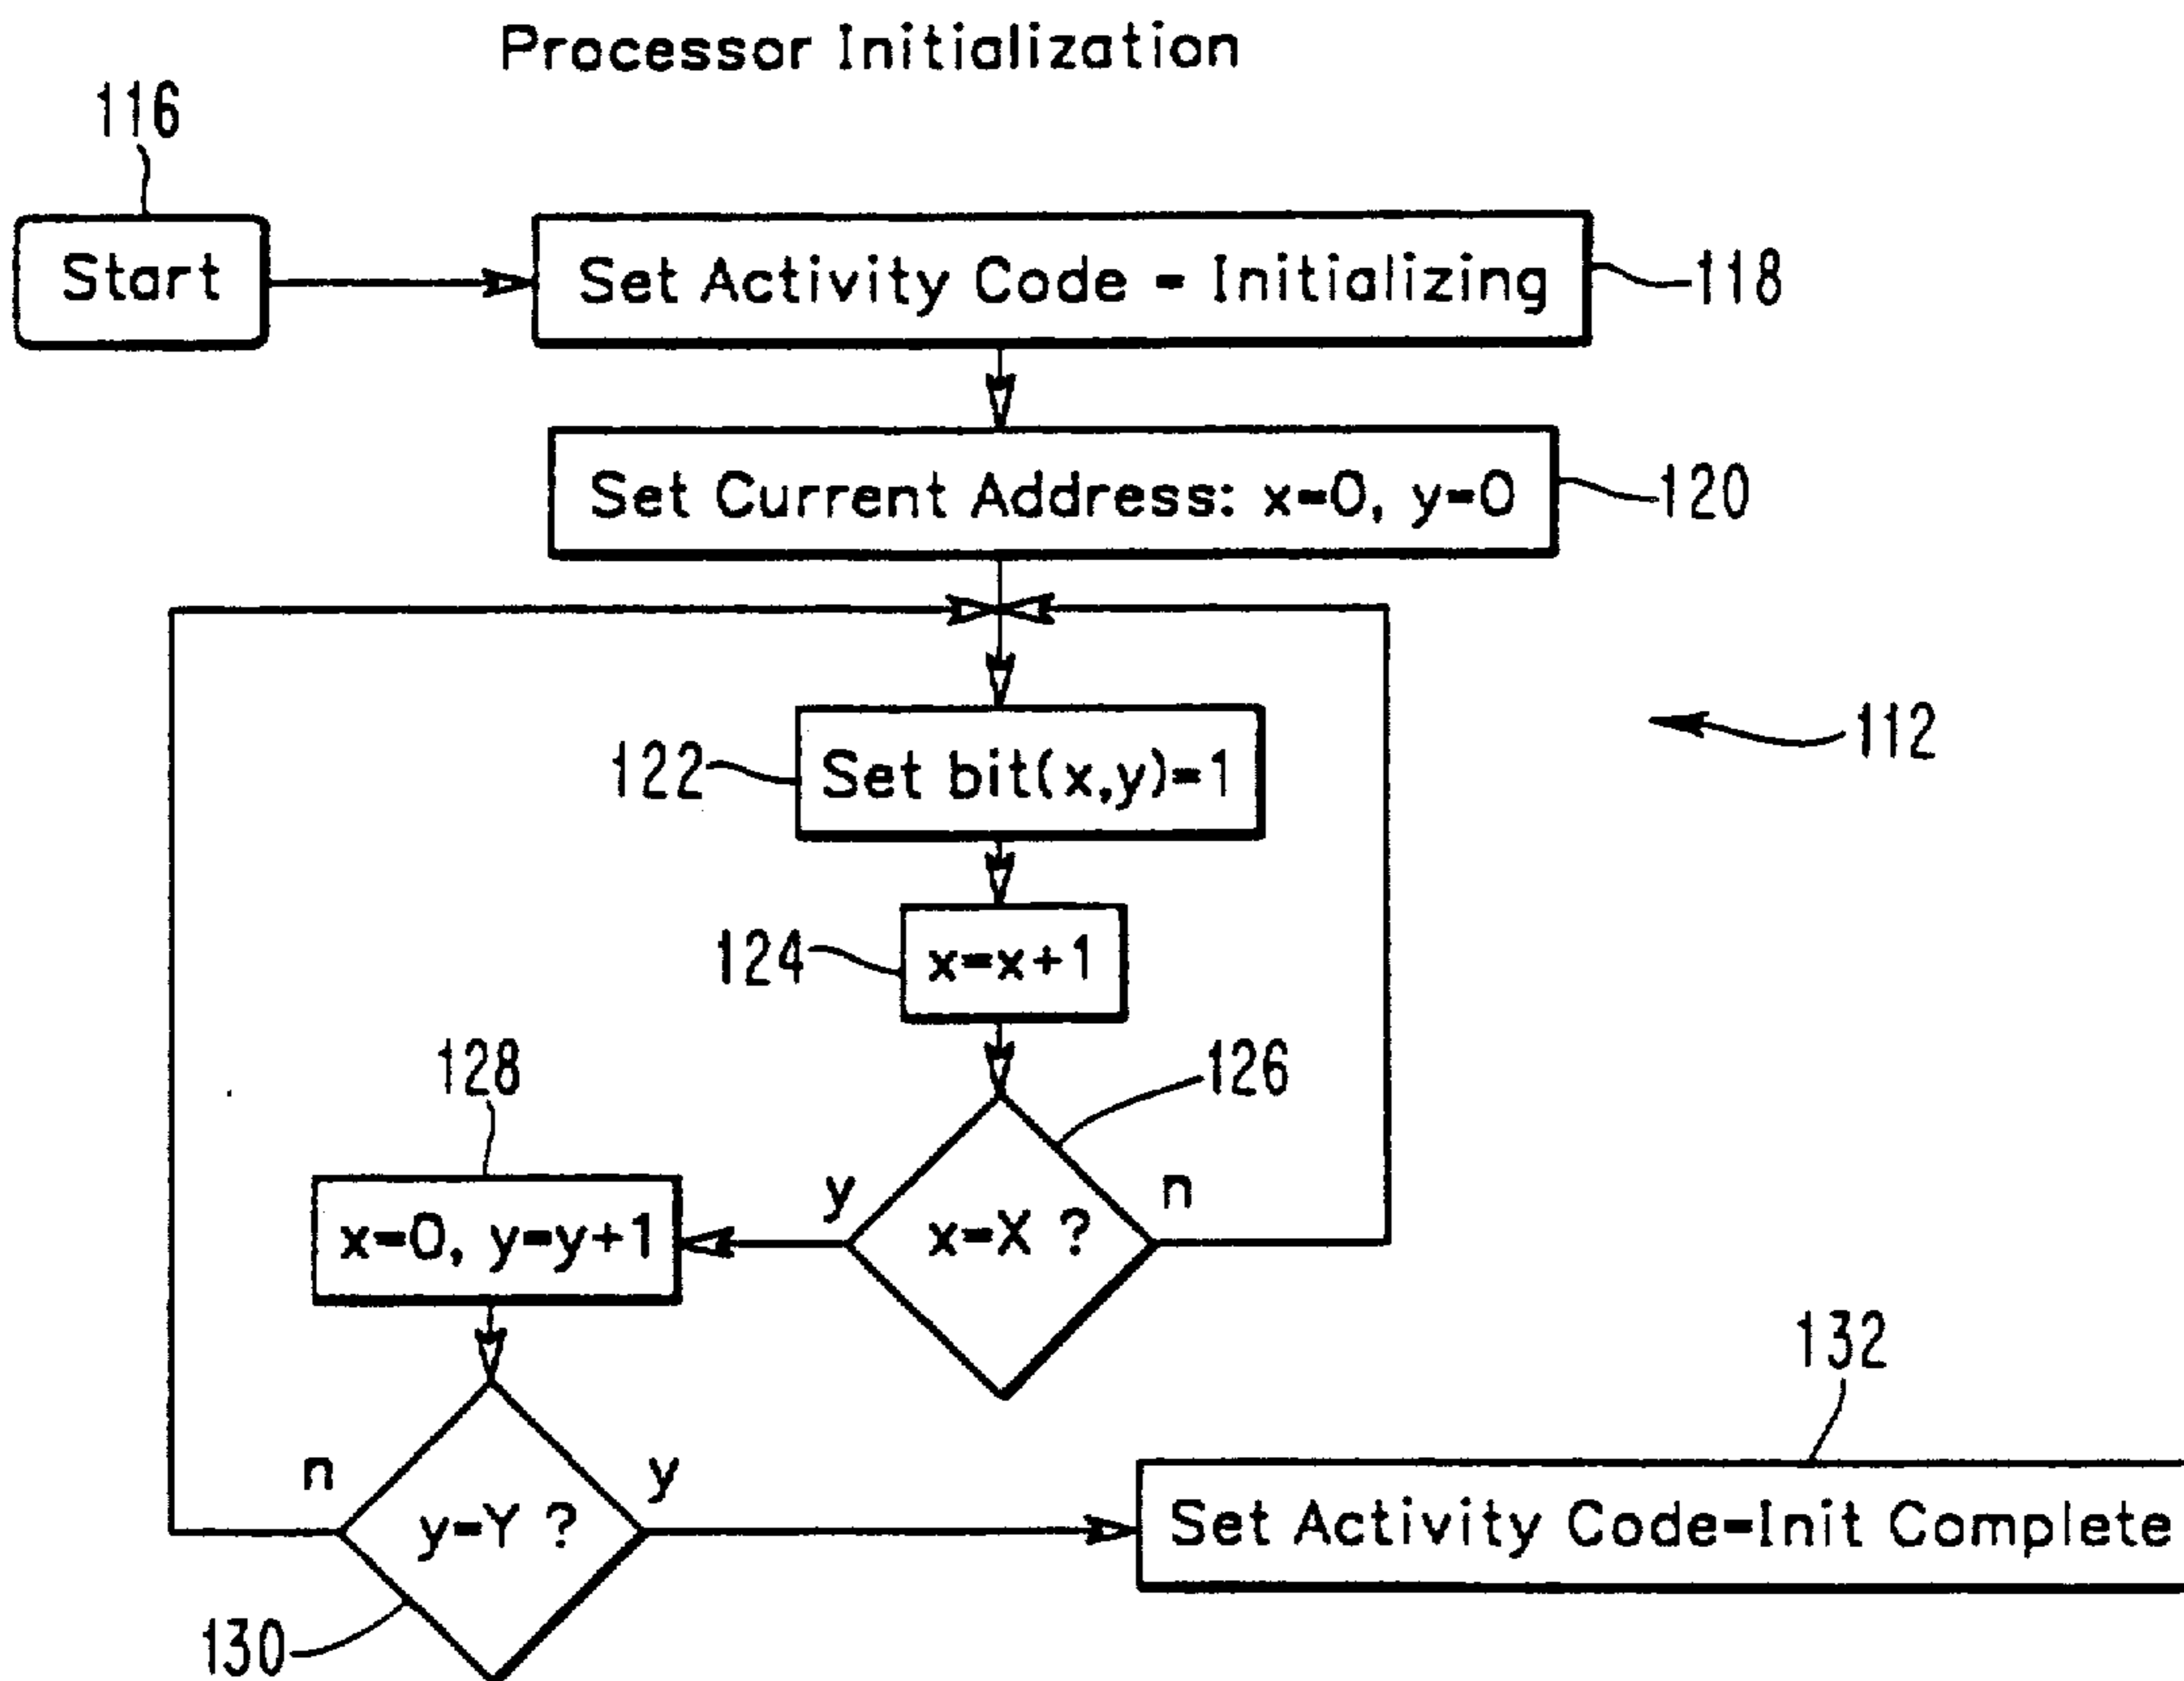 Processor Initialization
116
Start
Set Activity Code - Initializing
118
Set Current Address: x=0, y=0
120
122
Set bit(x,y)=1
112
124
x=x+1
128
126
y
n
x=0, y=y+1
x=X ?
132
n
y
y=Y ?
Set Activity Code=Init Complete
130